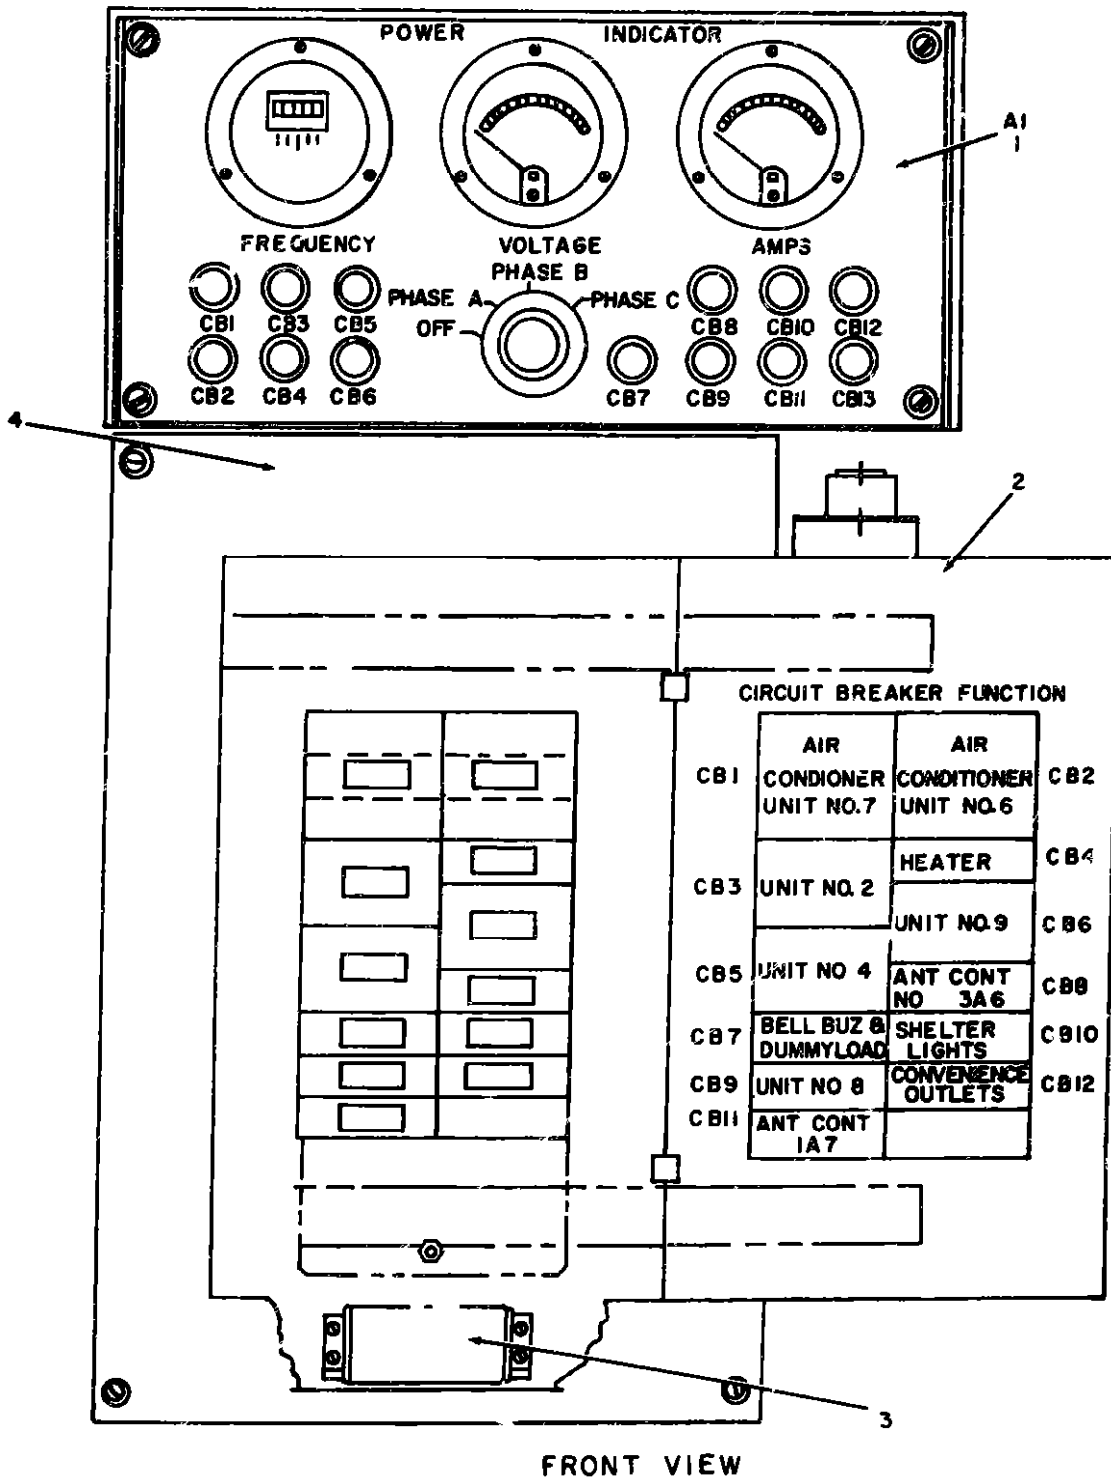 POWER INDICATOR
A1
1
FREQUENCY VOLTAGE AMPS
PHASE B
PHASE A PHASE C
OFF
CB1 CB3 CB5 CB8 CB10 CB12
CB2 CB4 CB6 CB7 CB9 CB11 CB13
4
2
CIRCUIT BREAKER FUNCTION
CB1 AIR CONDIONER UNIT NO.7
AIR CONDITIONER UNIT NO.6 CB2
CB3 UNIT NO. 2
HEATER CB4
UNIT NO.9 CB6
CB5 UNIT NO 4
ANT CONT NO 3A6 CB8
CB7 BELL BUZ & DUMMYLOAD
SHELTER LIGHTS CB10
CB9 UNIT NO 8
CONVENIENCE OUTLETS CB12
CB11 ANT CONT 1A7
3
FRONT VIEW